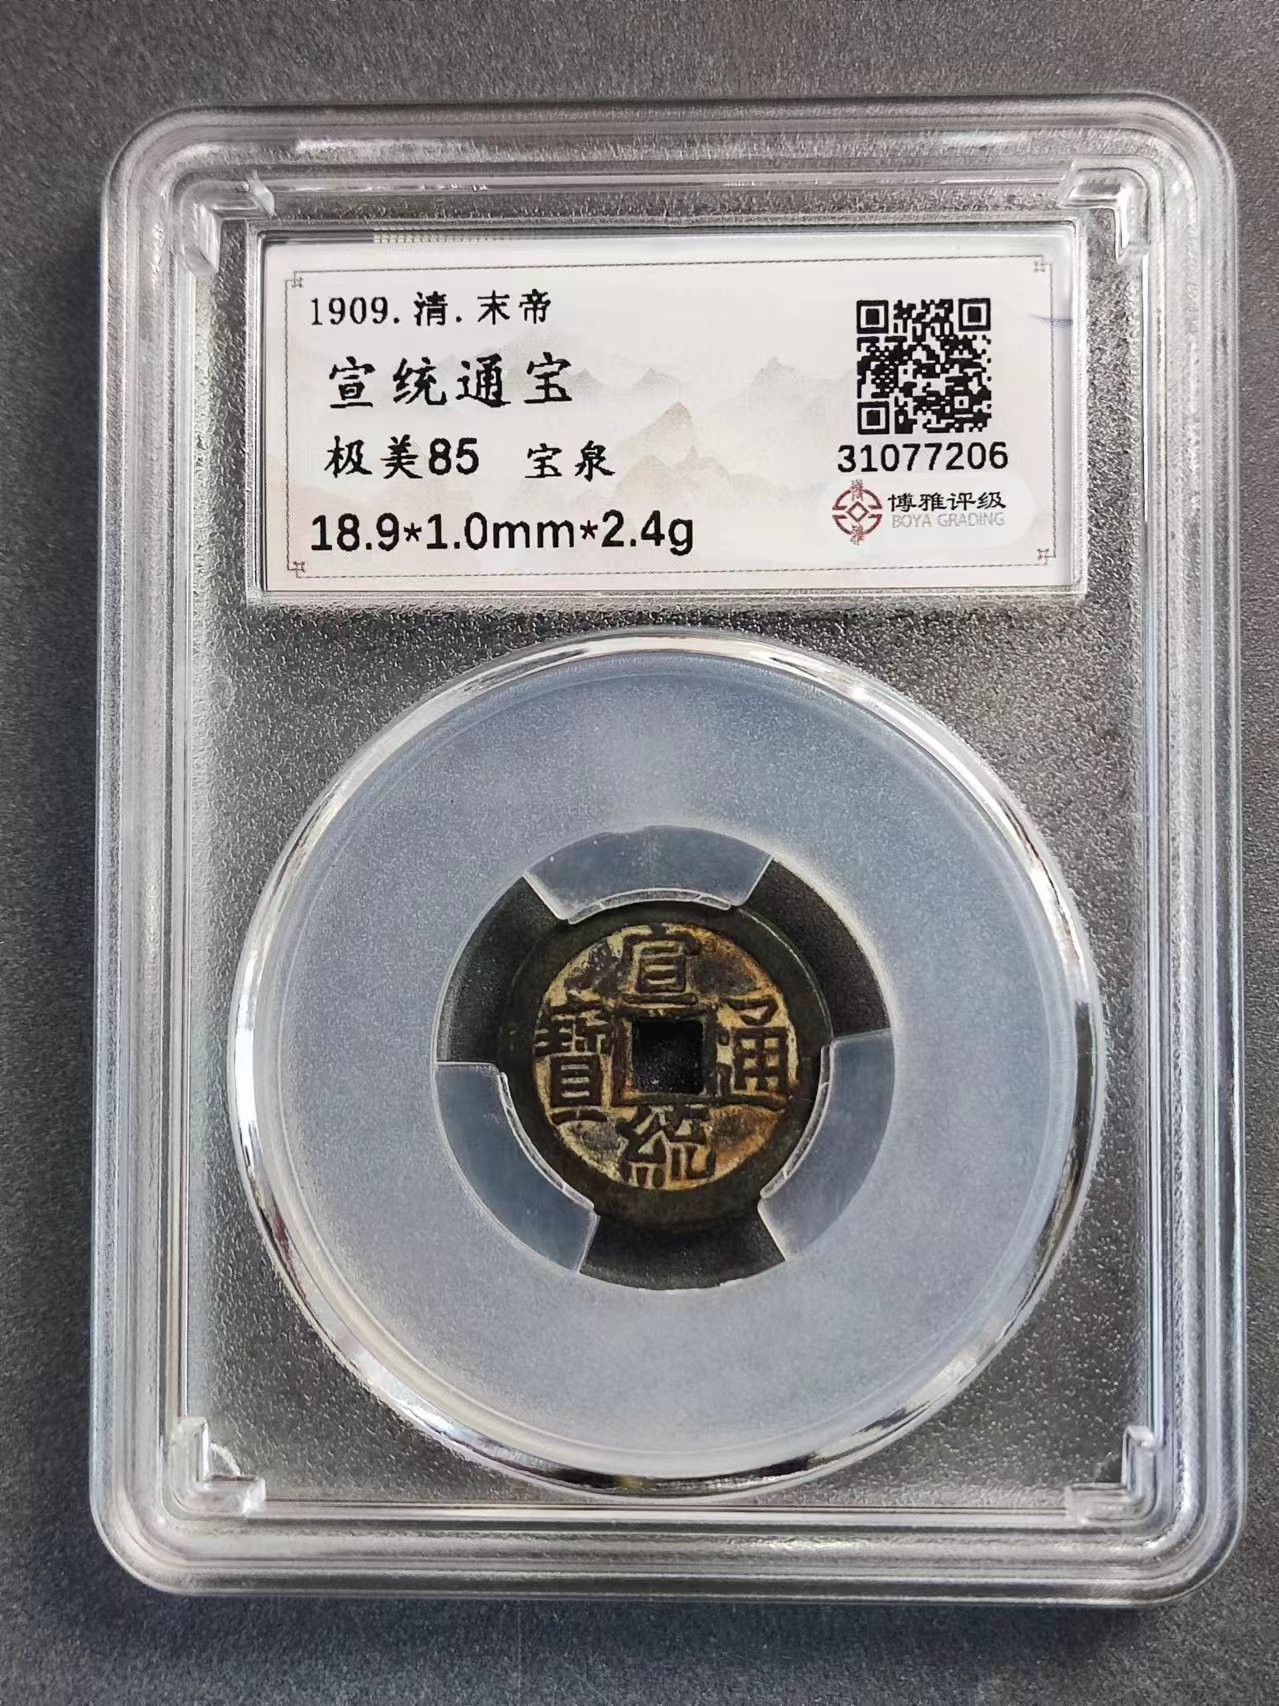 1909.清.末帝
宣统通宝
极美85 宝泉
18.9*1.0mm*2.4g
31077206
博雅评级
BOYA GRADING
宣
寶 通
統